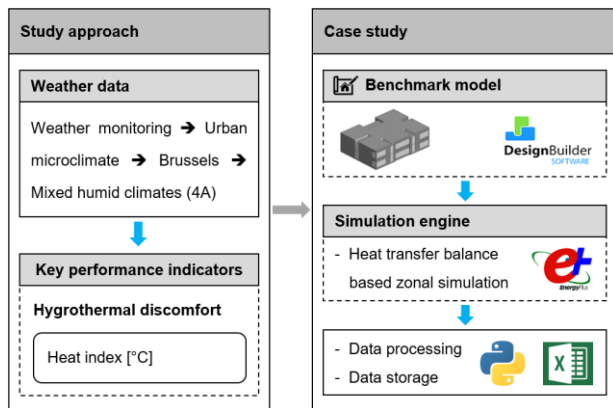 Study approach
Weather data
Weather monitoring ➔ Urban
microclimate ➔ Brussels ➔
Mixed humid climates (4A)
Key performance indicators
Hygrothermal discomfort
Heat index [°C]
Case study
Benchmark model
DesignBuilder
SOFTWARE
Simulation engine
- Heat transfer balance
based zonal simulation
e+
EnergyPlus
- Data processing
- Data storage
X